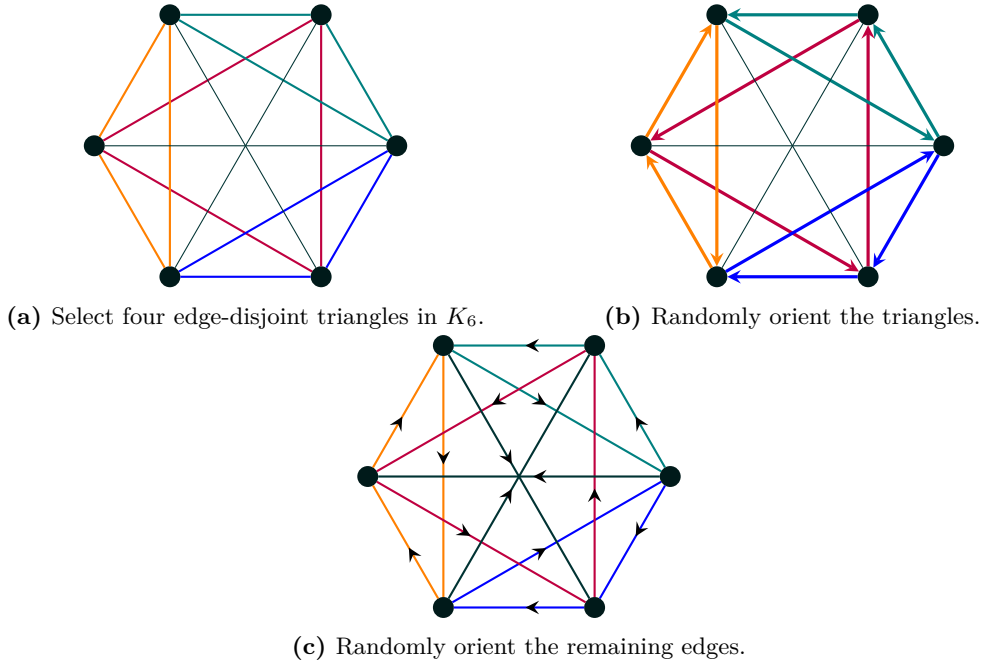 (a) Select four edge-disjoint triangles in K₆.
(b) Randomly orient the triangles.
(c) Randomly orient the remaining edges.